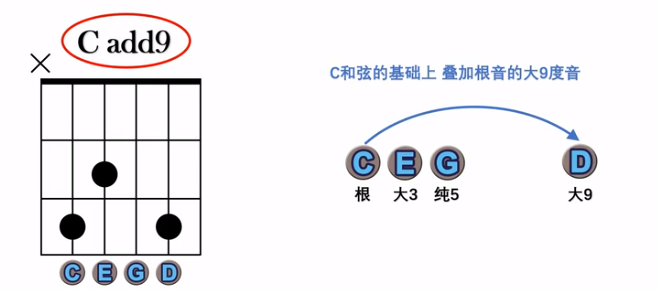 C add9
×
C和弦的基础上 叠加根音的大9度音
C E G D
根 大3 纯5 大9
C E G D